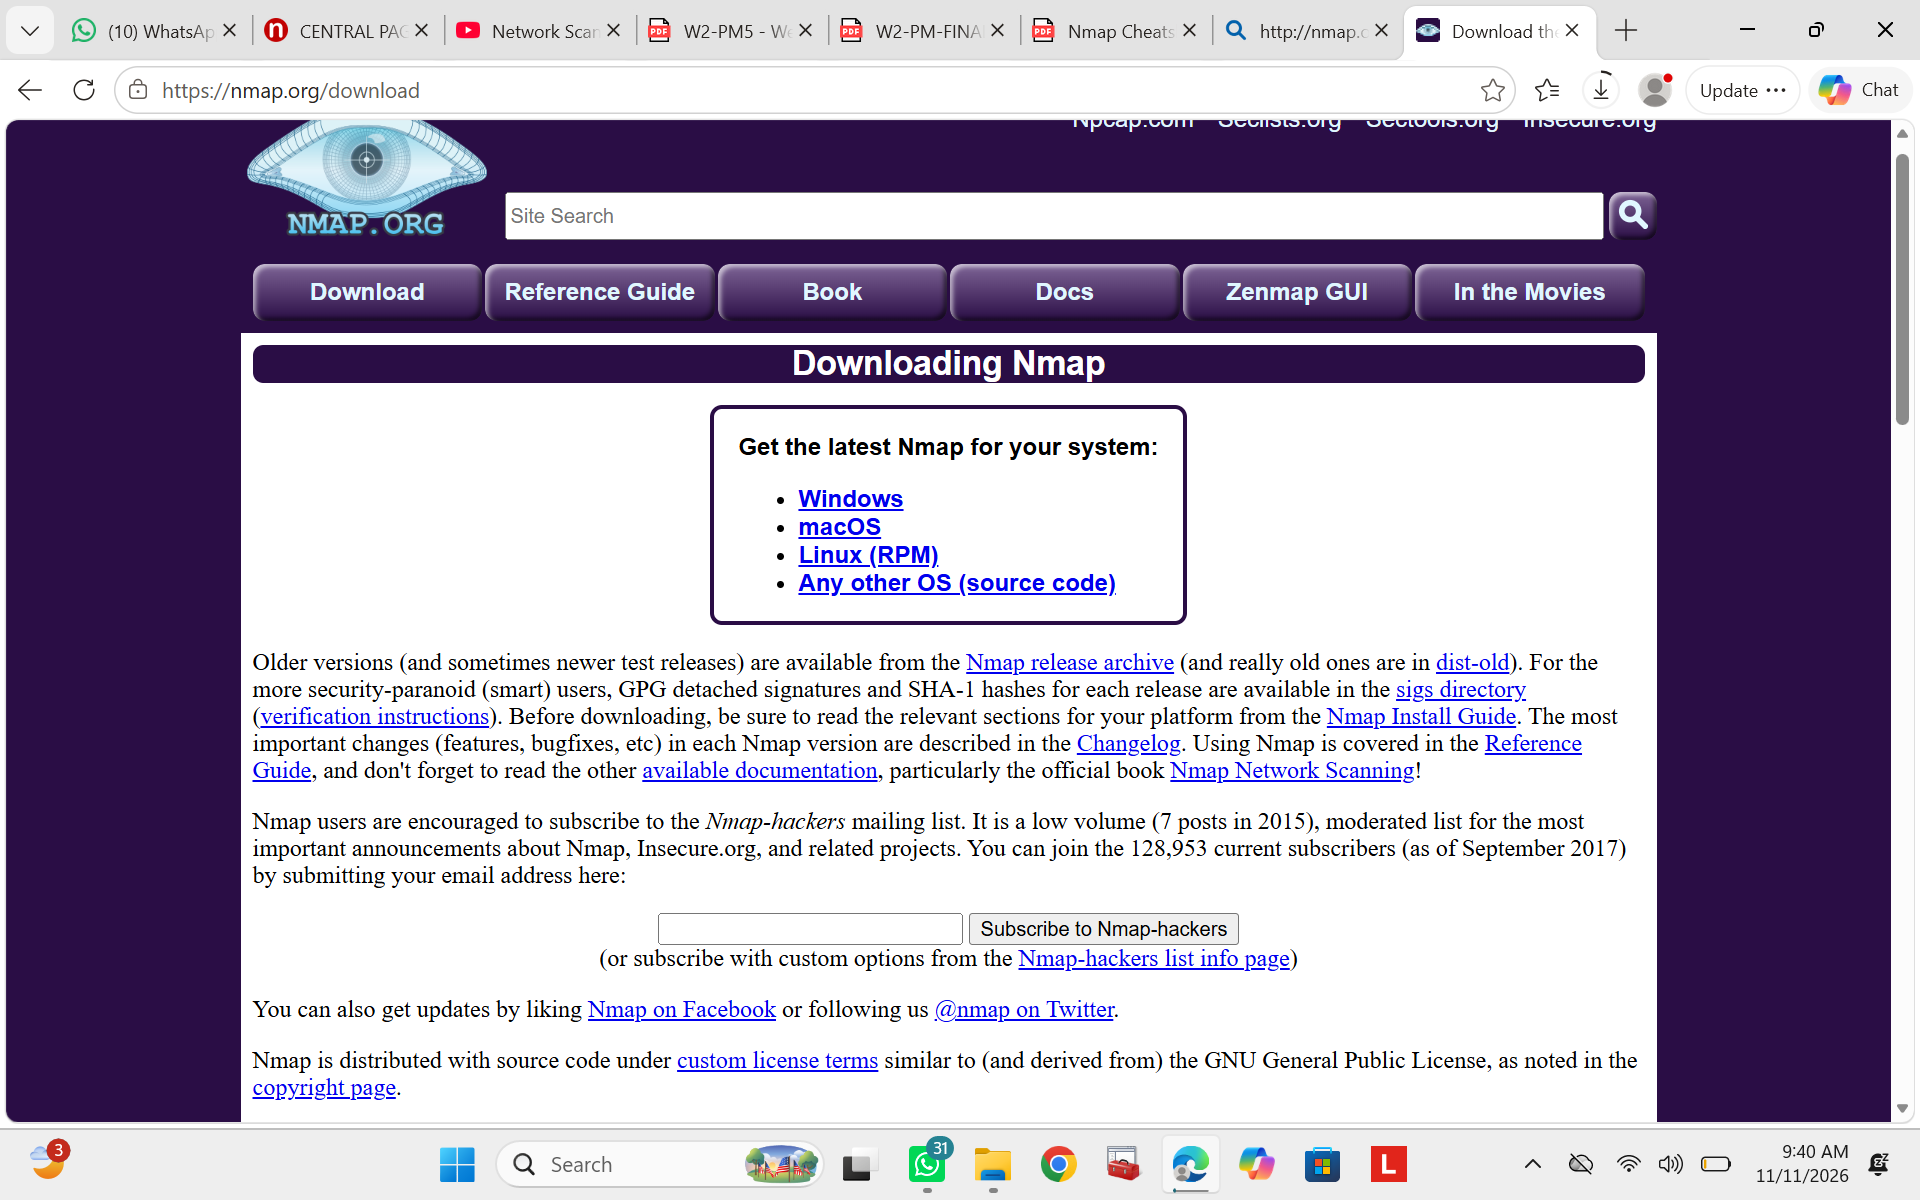 (10) WhatsAp
CENTRAL PAG
Network Scan
W2-PM5 - We
W2-PM-FINA
Nmap Cheats
http://nmap.c
Download the
https://nmap.org/download
Update
Chat
Npcap.com Seclists.org Sectools.org Insecure.org
NMAP.ORG
Site Search
Download
Reference Guide
Book
Docs
Zenmap GUI
In the Movies
Downloading Nmap
Get the latest Nmap for your system:
Windows
macOS
Linux (RPM)
Any other OS (source code)
Older versions (and sometimes newer test releases) are available from the Nmap release archive (and really old ones are in dist-old). For the
more security-paranoid (smart) users, GPG detached signatures and SHA-1 hashes for each release are available in the sigs directory
(verification instructions). Before downloading, be sure to read the relevant sections for your platform from the Nmap Install Guide. The most
important changes (features, bugfixes, etc) in each Nmap version are described in the Changelog. Using Nmap is covered in the Reference
Guide, and don't forget to read the other available documentation, particularly the official book Nmap Network Scanning!
Nmap users are encouraged to subscribe to the Nmap-hackers mailing list. It is a low volume (7 posts in 2015), moderated list for the most
important announcements about Nmap, Insecure.org, and related projects. You can join the 128,953 current subscribers (as of September 2017)
by submitting your email address here:
Subscribe to Nmap-hackers
(or subscribe with custom options from the Nmap-hackers list info page)
You can also get updates by liking Nmap on Facebook or following us @nmap on Twitter.
Nmap is distributed with source code under custom license terms similar to (and derived from) the GNU General Public License, as noted in the
copyright page.
3
Search
31
L
9:40 AM
11/11/2026